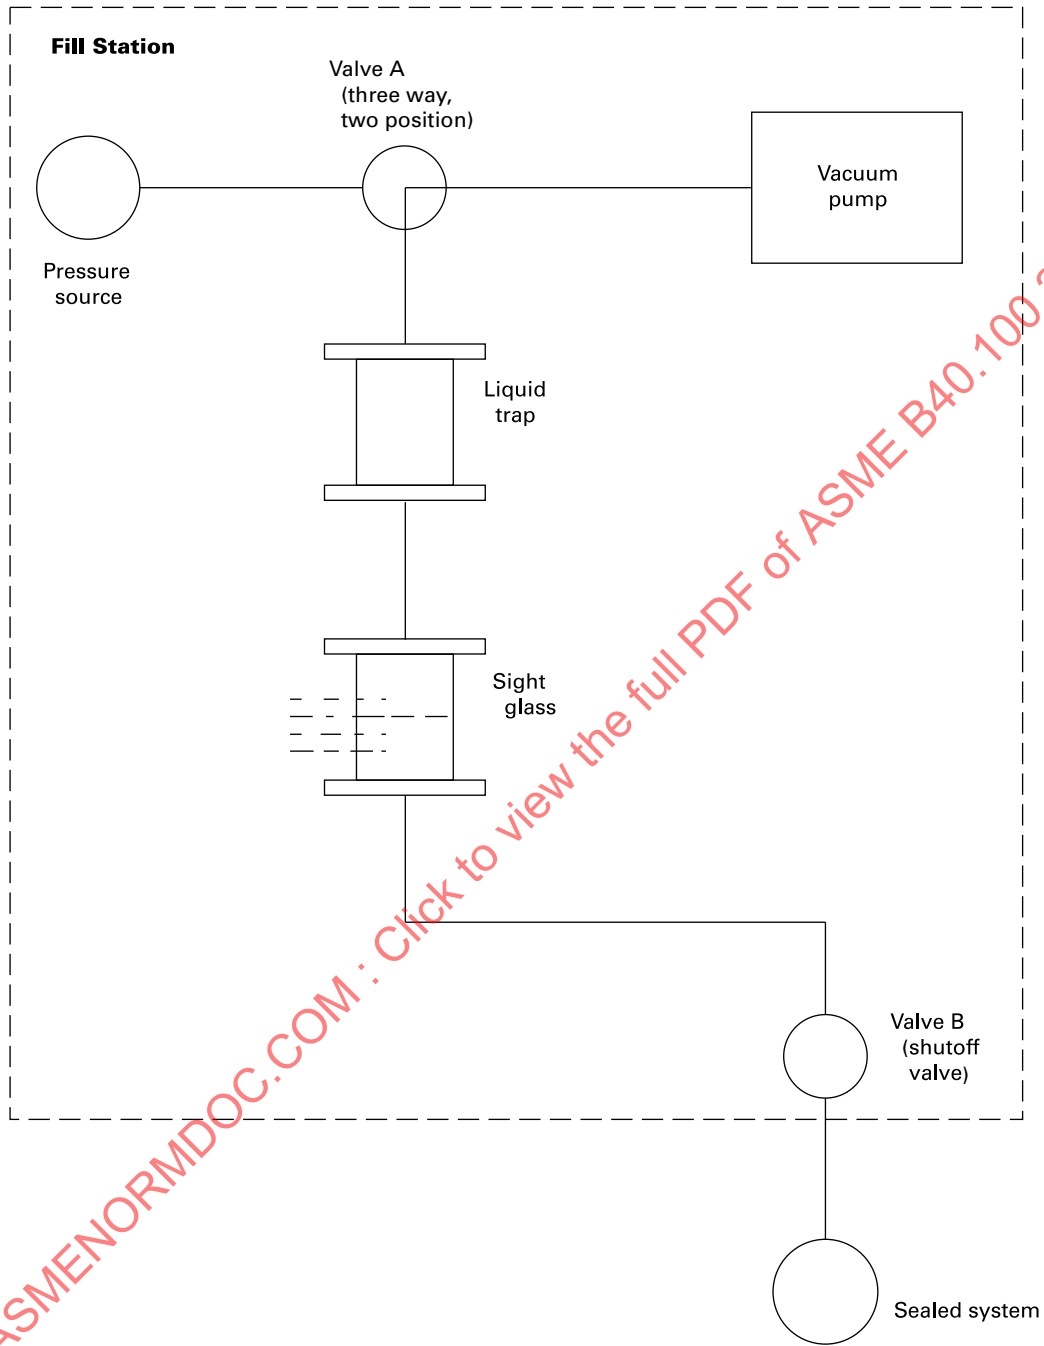 Fill Station
Valve A
(three way,
two position)
Vacuum
pump
Pressure
source
Liquid
trap
Sight
glass
Valve B
(shutoff
valve)
Sealed system
ASMENORMDOC.COM : Click to view the full PDF of ASME B40.100